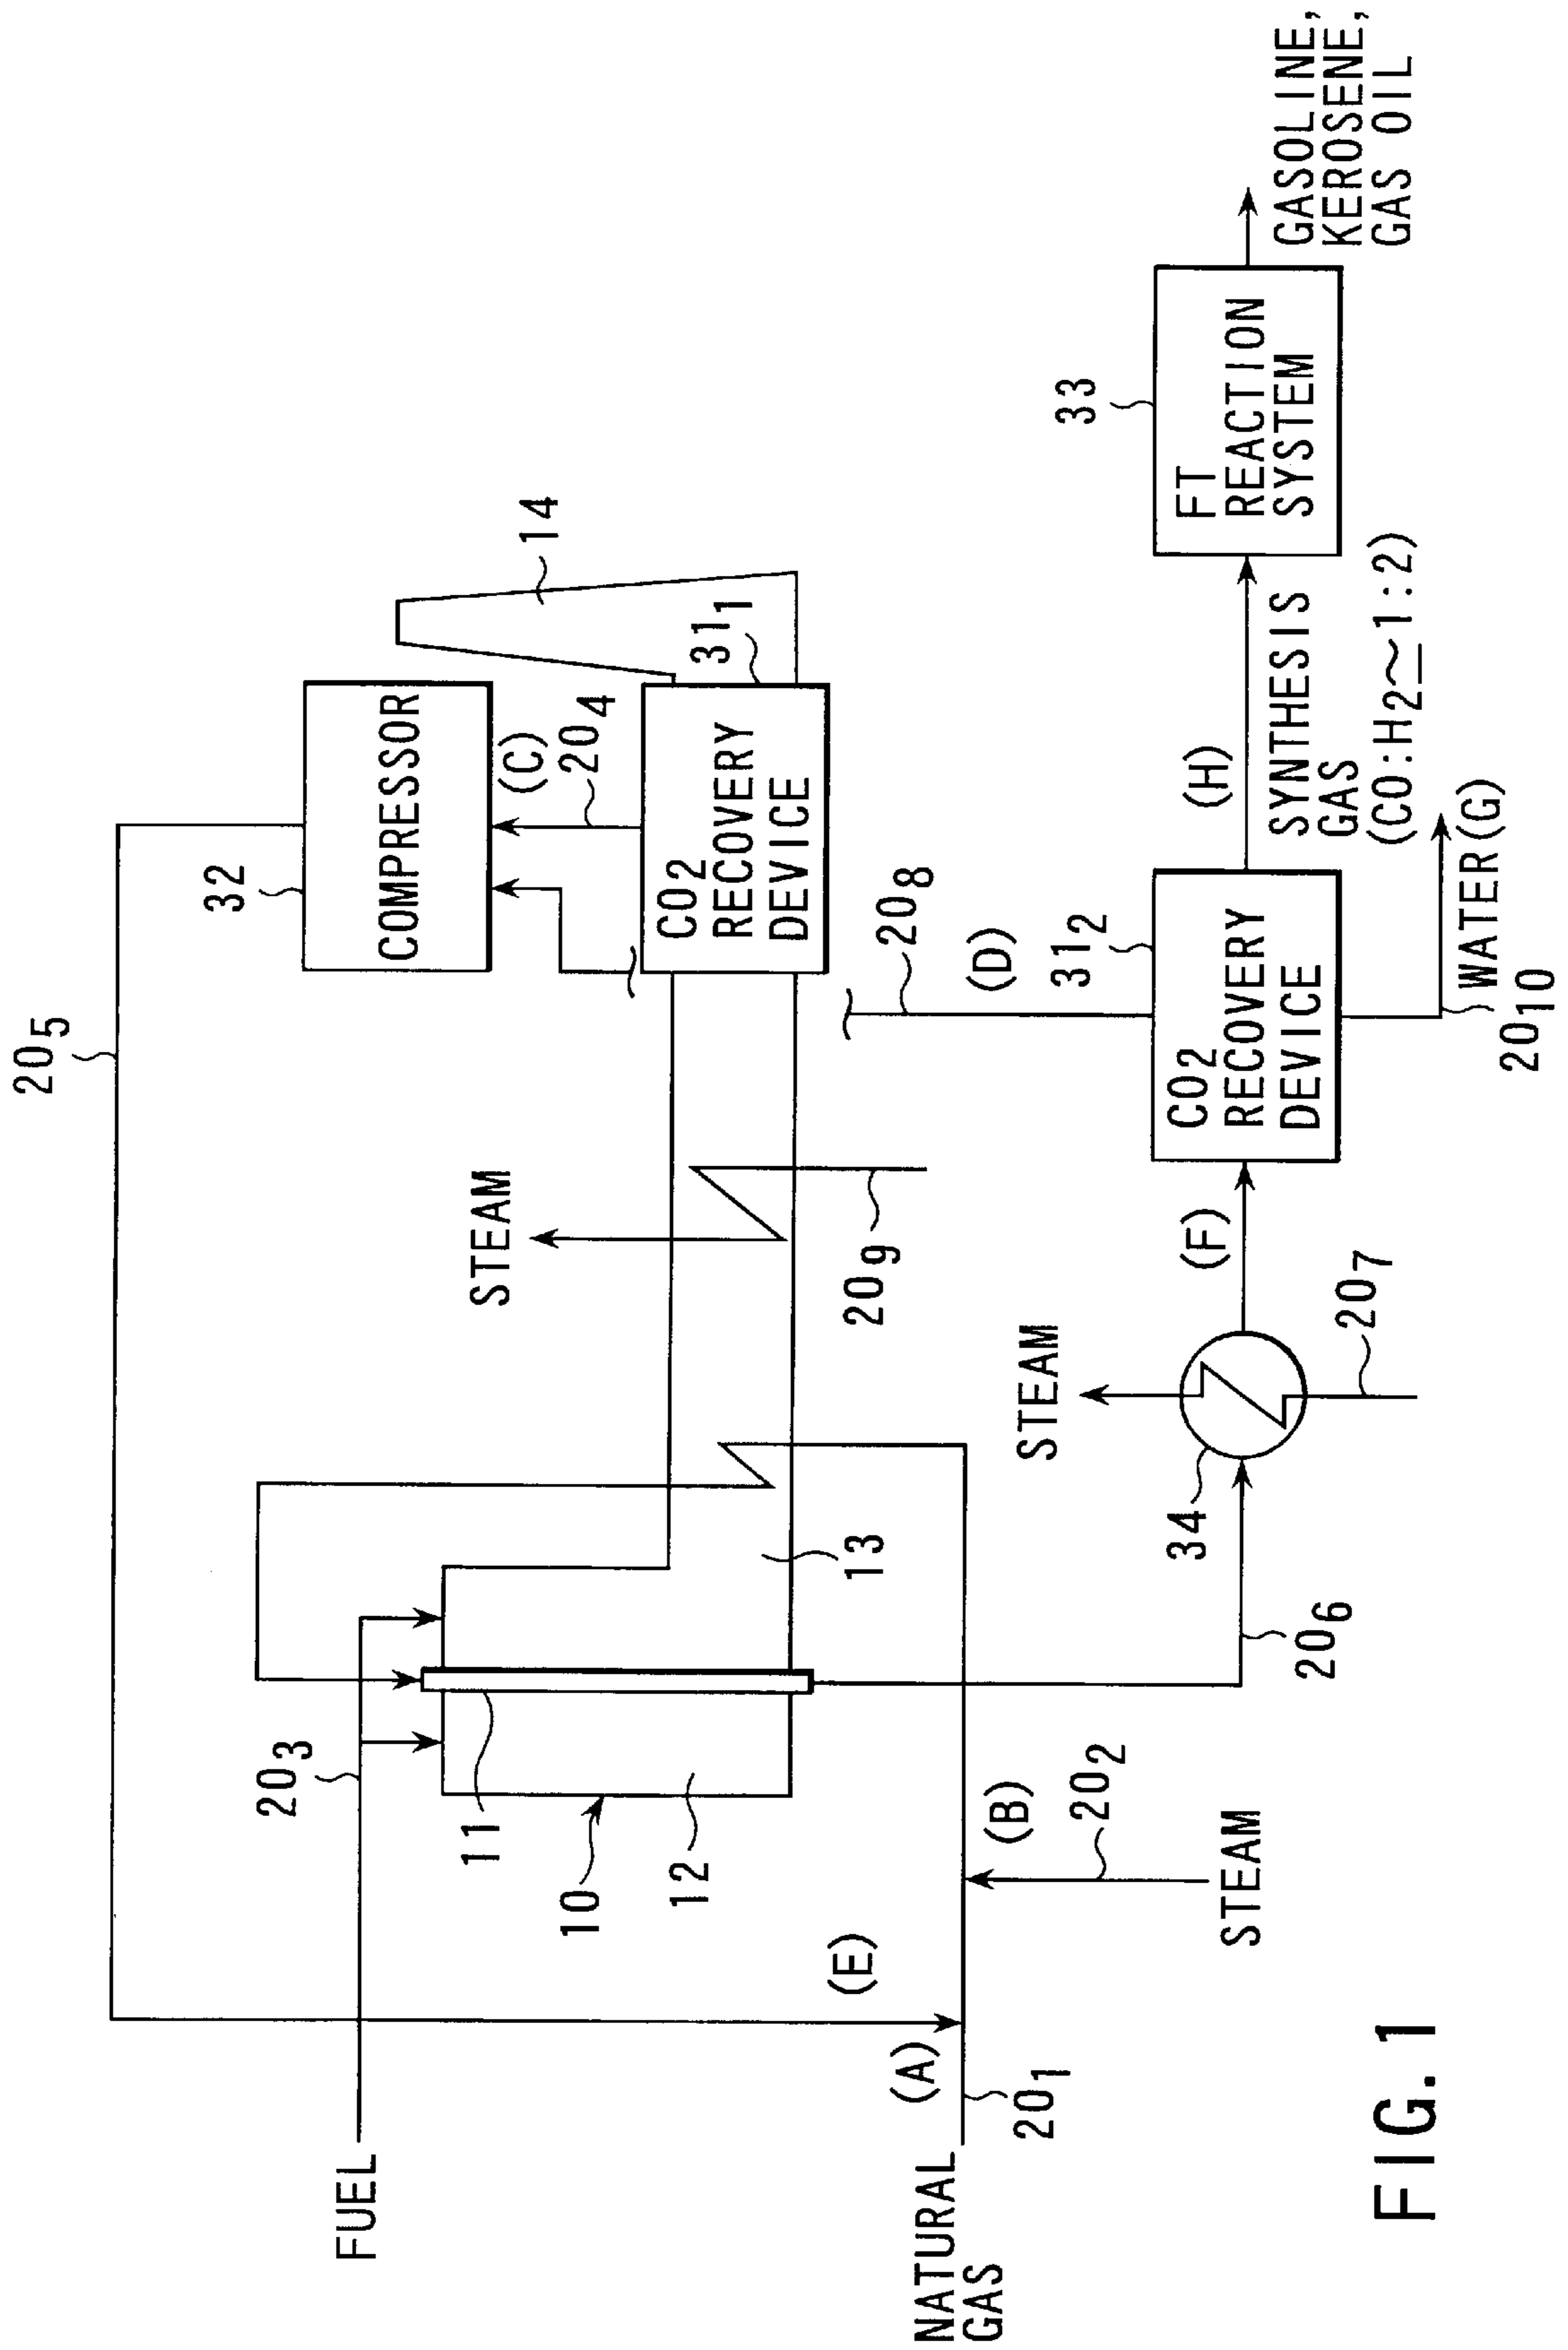 20₅
32
COMPRESSOR
(C)
20₄
14
CO₂
RECOVERY
DEVICE
31₁
STEAM
20₉
FUEL
20₃
11
10
12
13
(E)
(A)
NATURAL
GAS
20₁
(B)
20₂
STEAM
20₆
34
STEAM
20₇
(F)
20₈
(D)
31₂
CO₂
RECOVERY
DEVICE
WATER(G)
20₁₀
(H)
SYNTHESIS
GAS
(CO:H₂≃1:2)
33
FT
REACTION
SYSTEM
GASOLINE,
KEROSENE,
GAS OIL
FIG. 1